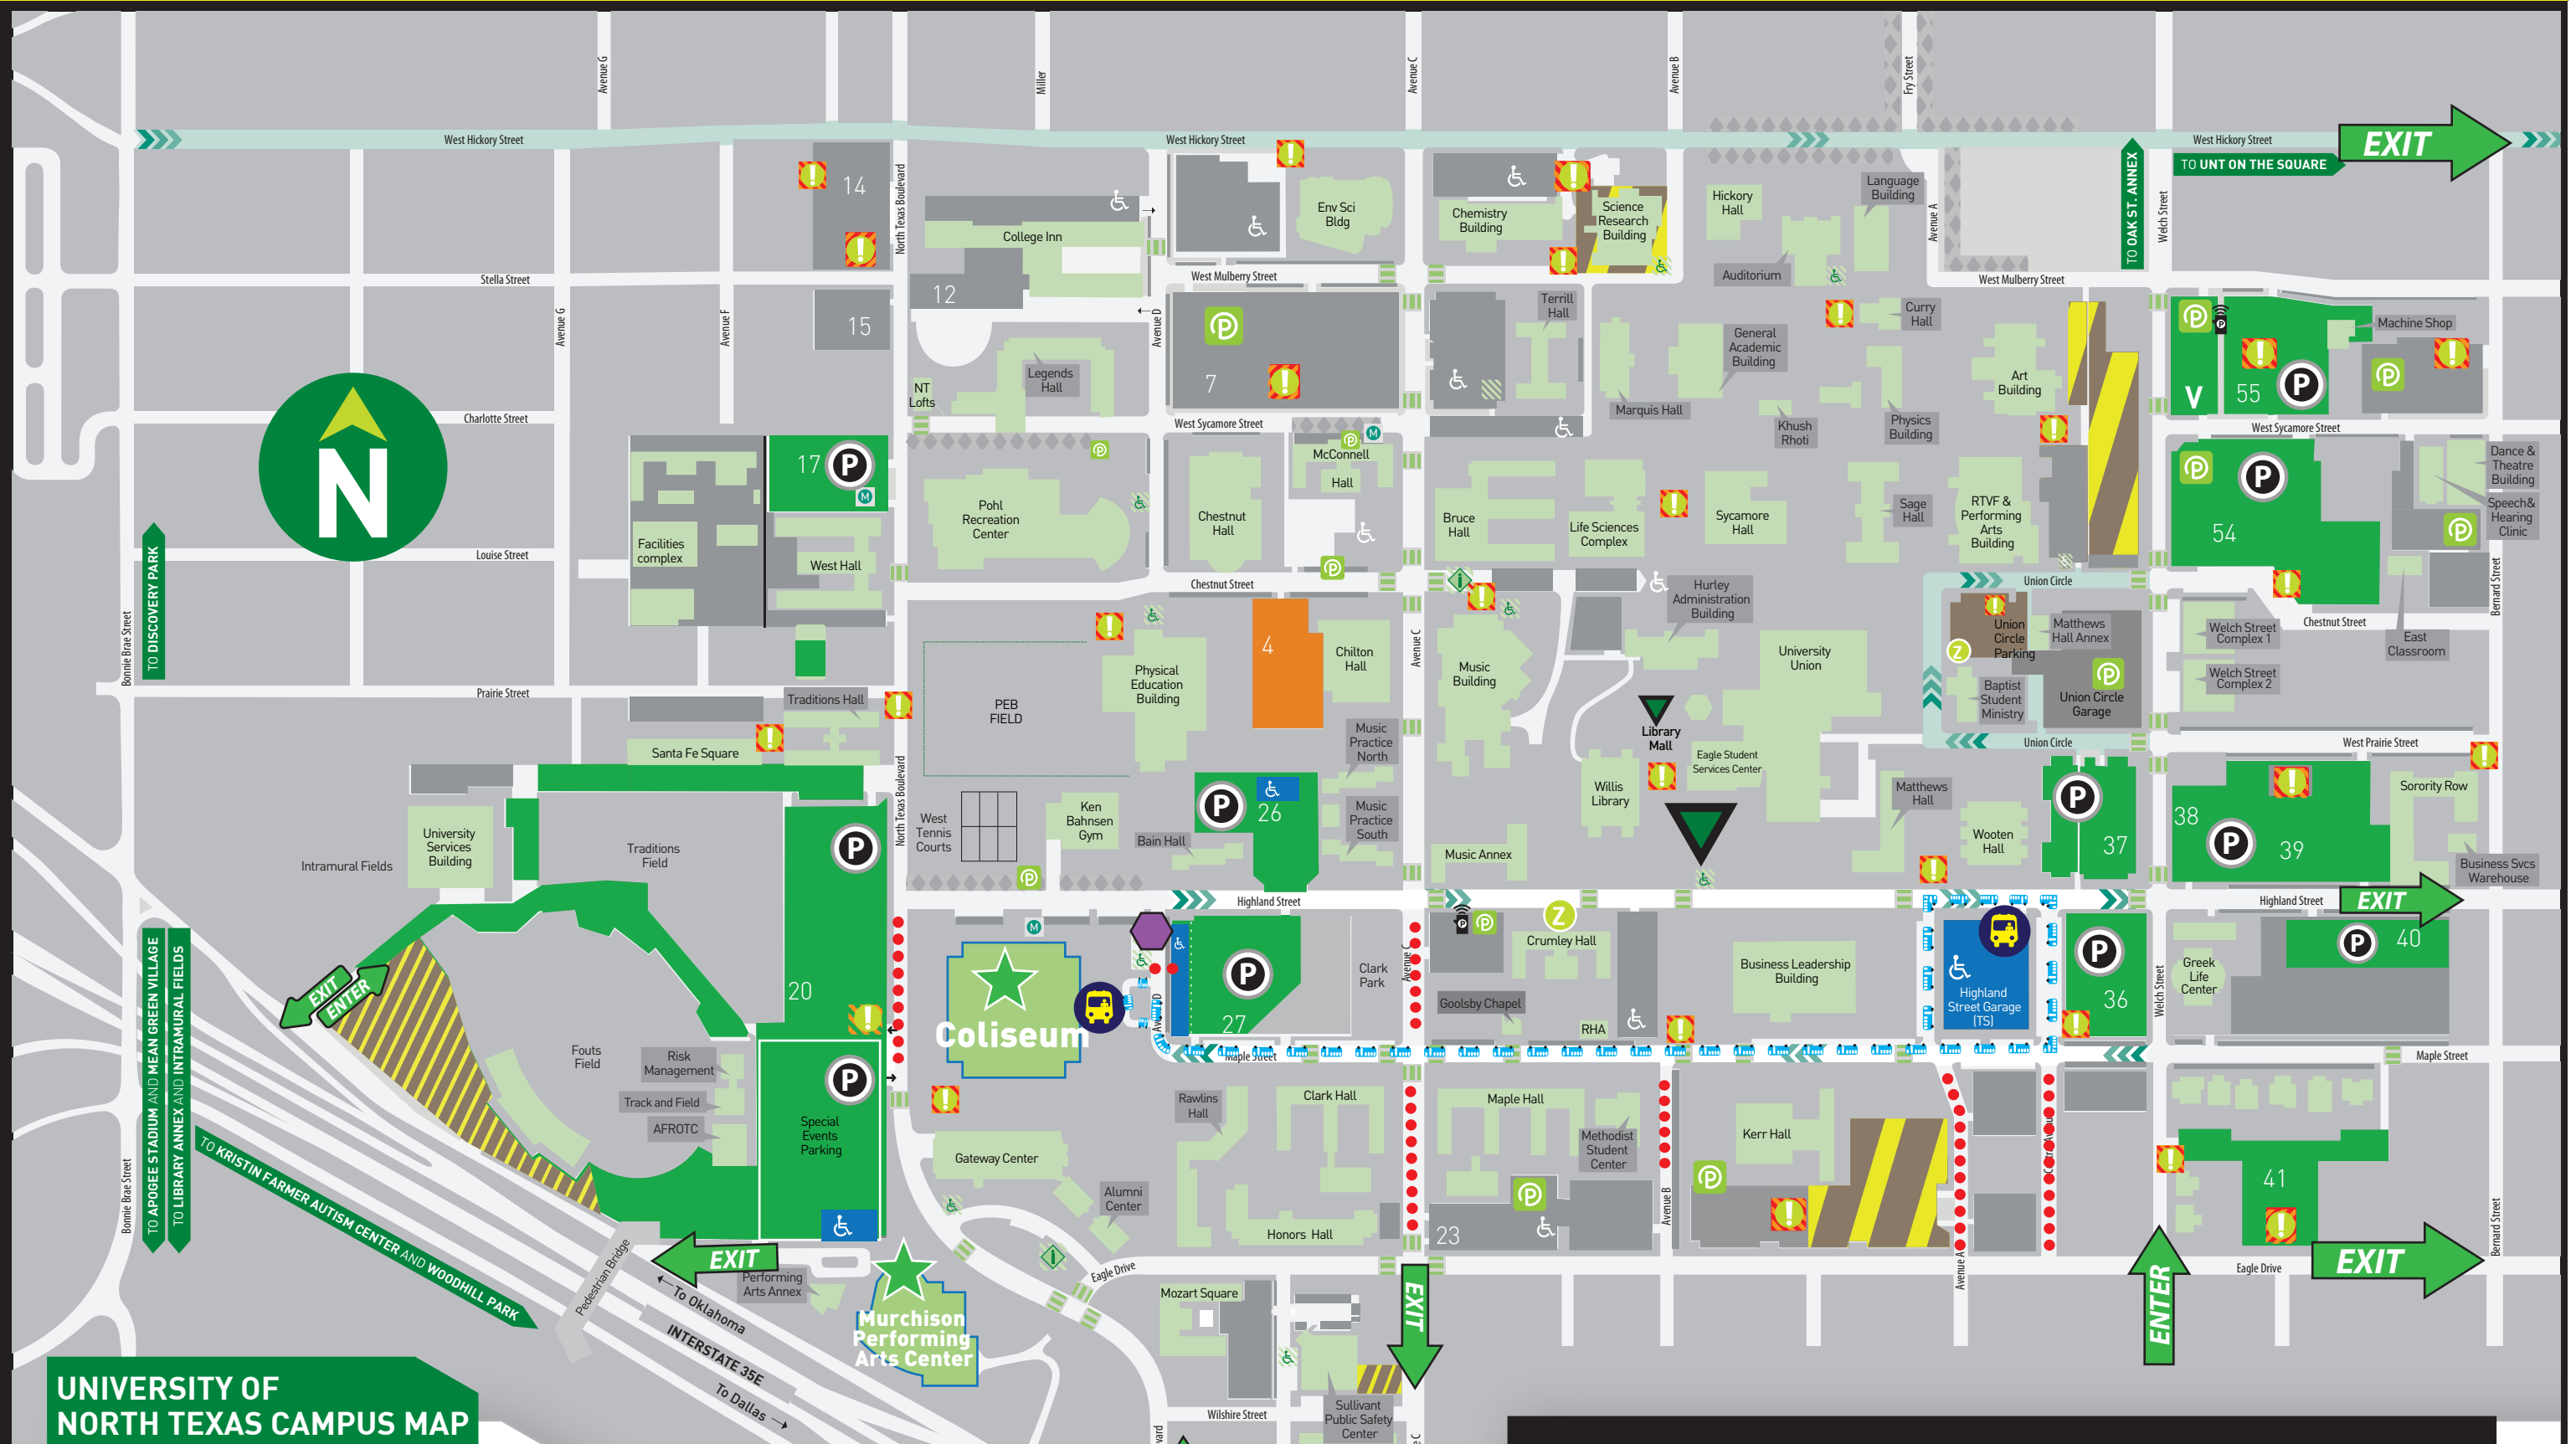 Avenue G
Miller
Avenue C
Avenue B
Fry Street
West Hickory Street
West Hickory Street
West Hickory Street
EXIT
TO UNT ON THE SQUARE
TO OAK ST. ANNEX
Welch Street
North Texas Boulevard
14
College Inn
Env Sci
Bldg
Chemistry
Building
Science
Research
Building
Hickory
Hall
Language
Building
Avenue A
Auditorium
Stella Street
West Mulberry Street
West Mulberry Street
12
15
Avenue G
Avenue F
Avenue D
7
Terrill
Hall
General
Academic
Building
Curry
Hall
Machine Shop
Legends
Hall
NT
Lofts
Marquis Hall
Khush
Rhoti
Physics
Building
Art
Building
V
55
P
Charlotte Street
West Sycamore Street
West Sycamore Street
N
17
P
M
M
McConnell
Hall
Pohl
Recreation
Center
Chestnut
Hall
Bruce
Hall
Life Sciences
Complex
Sycamore
Hall
Sage
Hall
RTVF &
Performing
Arts
Building
P
54
Dance &
Theatre
Building
Speech&
Hearing
Clinic
Facilities
complex
West Hall
Louise Street
Chestnut Street
Union Circle
Chestnut Street
Bernard Street
TO DISCOVERY PARK
Bonnie Brae Street
Hurley
Administration
Building
Union
Circle
Parking
Z
Matthews
Hall Annex
Welch Street
Complex 1
East
Classroom
Welch Street
Complex 2
4
Chilton
Hall
Avenue C
Physical
Education
Building
Music
Building
University
Union
Baptist
Student
Ministry
Union Circle
Garage
Prairie Street
Traditions Hall
PEB
FIELD
Library
Mall
Union Circle
West Prairie Street
Santa Fe Square
Music
Practice
North
Eagle Student
Services Center
North Texas Boulevard
West
Tennis
Courts
Ken
Bahnsen
Gym
P
26
Bain Hall
Music
Practice
South
Willis
Library
Matthews
Hall
Wooten
Hall
P
37
38
P
39
Sorority Row
Business Svcs
Warehouse
University
Services
Building
Intramural Fields
Traditions
Field
P
Music Annex
Highland Street
Highland Street
EXIT
TO APOGEE STADIUM AND MEAN GREEN VILLAGE
TO LIBRARY ANNEX AND INTRAMURAL FIELDS
EXIT
ENTER
20
M
Coliseum
P
27
Clark
Park
Avenue C
Z
Crumley Hall
Goolsby Chapel
RHA
Business Leadership
Building
Highland
Street Garage
(TS)
P
36
Welch Street
Greek
Life
Center
P
40
Maple Street
Maple Street
Fouts
Field
Risk
Management
Track and Field
AFROTC
P
Special
Events
Parking
Rawlins
Hall
Clark Hall
Maple Hall
Methodist
Student
Center
Kerr Hall
Gateway Center
Alumni
Center
Honors Hall
23
Avenue B
Avenue A
41
Bernard Street
Bonnie Brae Street
TO KRISTIN FARMER AUTISM CENTER AND WOODHILL PARK
Pedestrian Bridge
EXIT
Performing
Arts Annex
Murchison
Performing
Arts Center
Eagle Drive
Eagle Drive
EXIT
ENTER
EXIT
To Oklahoma
INTERSTATE 35E
To Dallas
Mozart Square
Wilshire Street
Sullivant
Public Safety
Center
UNIVERSITY OF
NORTH TEXAS CAMPUS MAP